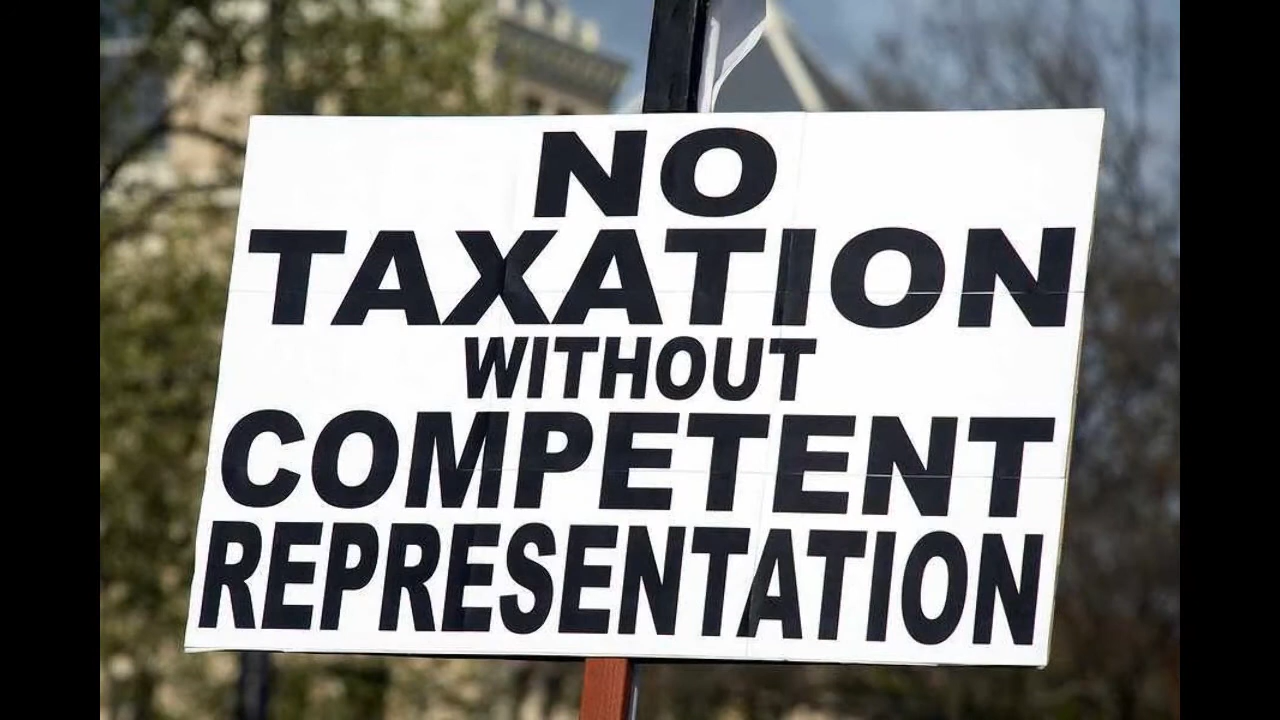 NO
TAXATION
WITHOUT
COMPETENT
REPRESENTATION